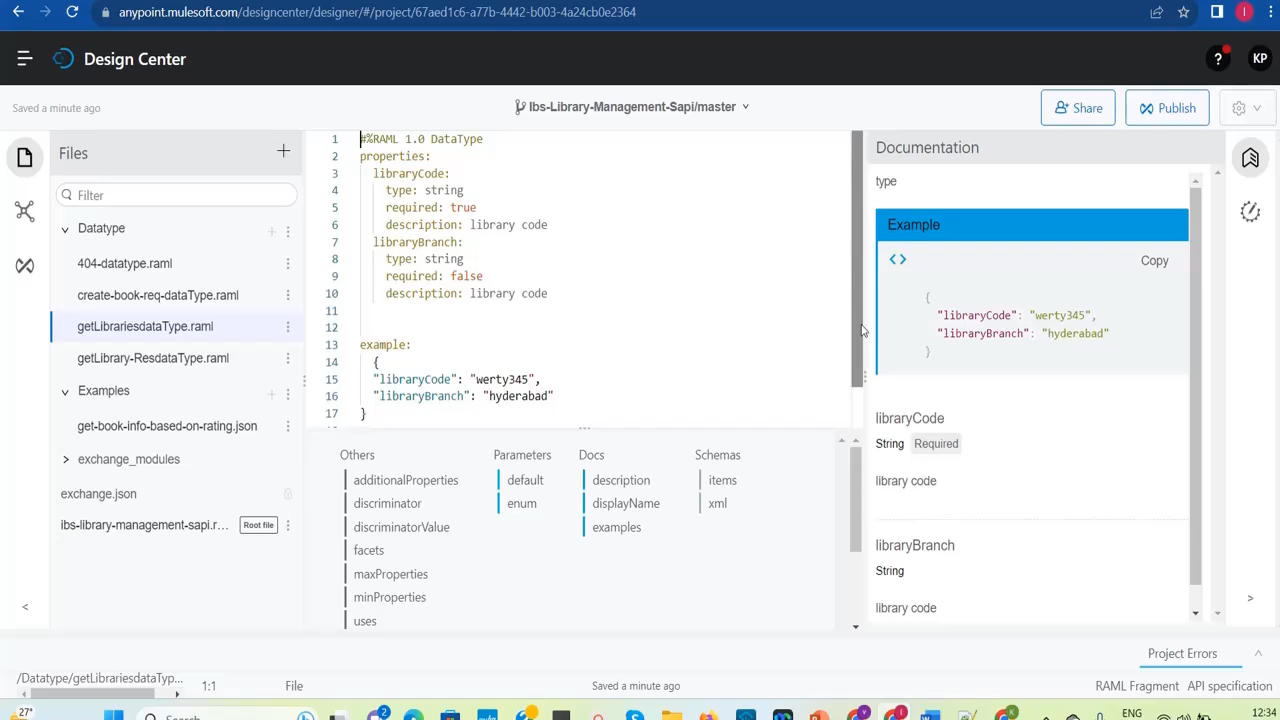 anypoint.mulesoft.com/designcenter/designer/#/project/67aed1c6-a77b-4442-b003-4a24cb0e2364
Design Center
?
KP
Saved a minute ago
lbs-Library-Management-Sapi/master
Share
Publish
Files
+
Filter
Datatype
404-datatype.raml
create-book-req-dataType.raml
getLibrariesdataType.raml
getLibrary-ResdataType.raml
Examples
get-book-info-based-on-rating.json
exchange_modules
exchange.json
ibs-library-management-sapi.r...
Root file
1 #%RAML 1.0 DataType
2 properties:
3 libraryCode:
4 type: string
5 required: true
6 description: library code
7 libraryBranch:
8 type: string
9 required: false
10 description: library code
11
12
13 example:
14 {
15 "libraryCode": "werty345",
16 "libraryBranch": "hyderabad"
17 }
Others
additionalProperties
discriminator
discriminatorValue
facets
maxProperties
minProperties
uses
Parameters
default
enum
Docs
description
displayName
examples
Schemas
items
xml
Documentation
type
Example
Copy
{
"libraryCode": "werty345",
"libraryBranch": "hyderabad"
}
libraryCode
String Required
library code
libraryBranch
String
library code
Project Errors
/Datatype/getLibrariesdataTyp...
1:1
File
Saved a minute ago
RAML Fragment
API specification
27°
Search
ENG
12:34